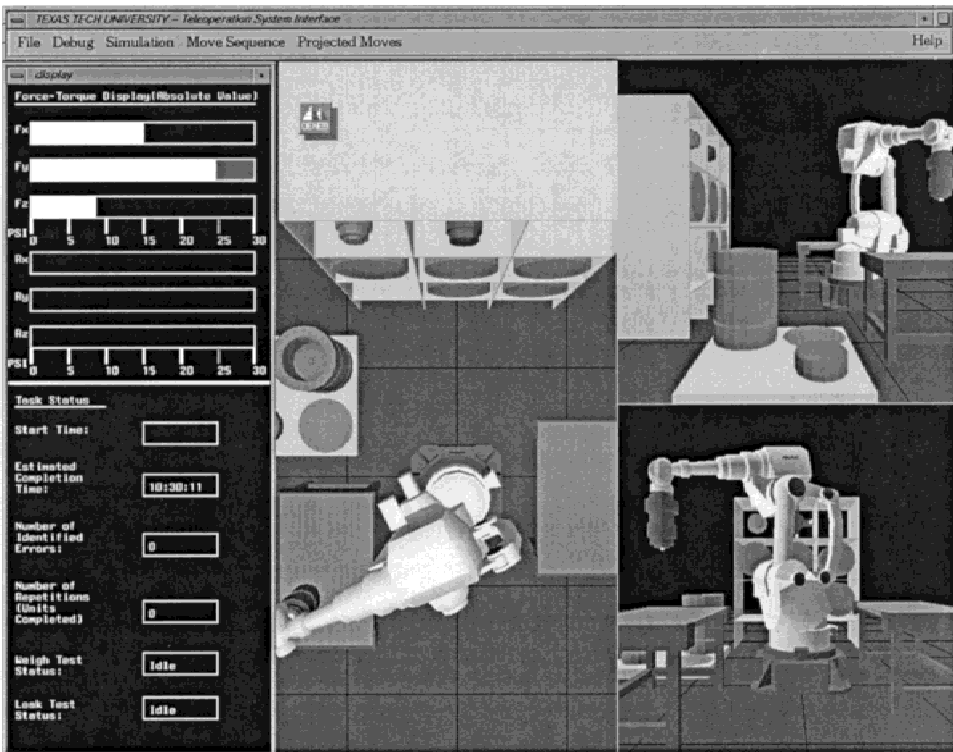 TEXAS TECH UNIVERSITY – Teleoperation System Interface
File Debug Simulation Move Sequence Projected Moves Help
display
Force-Torque Display(Absolute Value)
Fx
Fy
Fz
PSI
0 5 10 15 20 25 30
Rx
Ry
Rz
PSI
0 5 10 15 20 25 30
Task Status
Start Time:
Estimated
Completion
Time: 10:30:11
Number of
Identified
Errors: 0
Number of
Repetitions
(Units
Completed) 0
Weigh Test
Status: Idle
Leak Test
Status: Idle